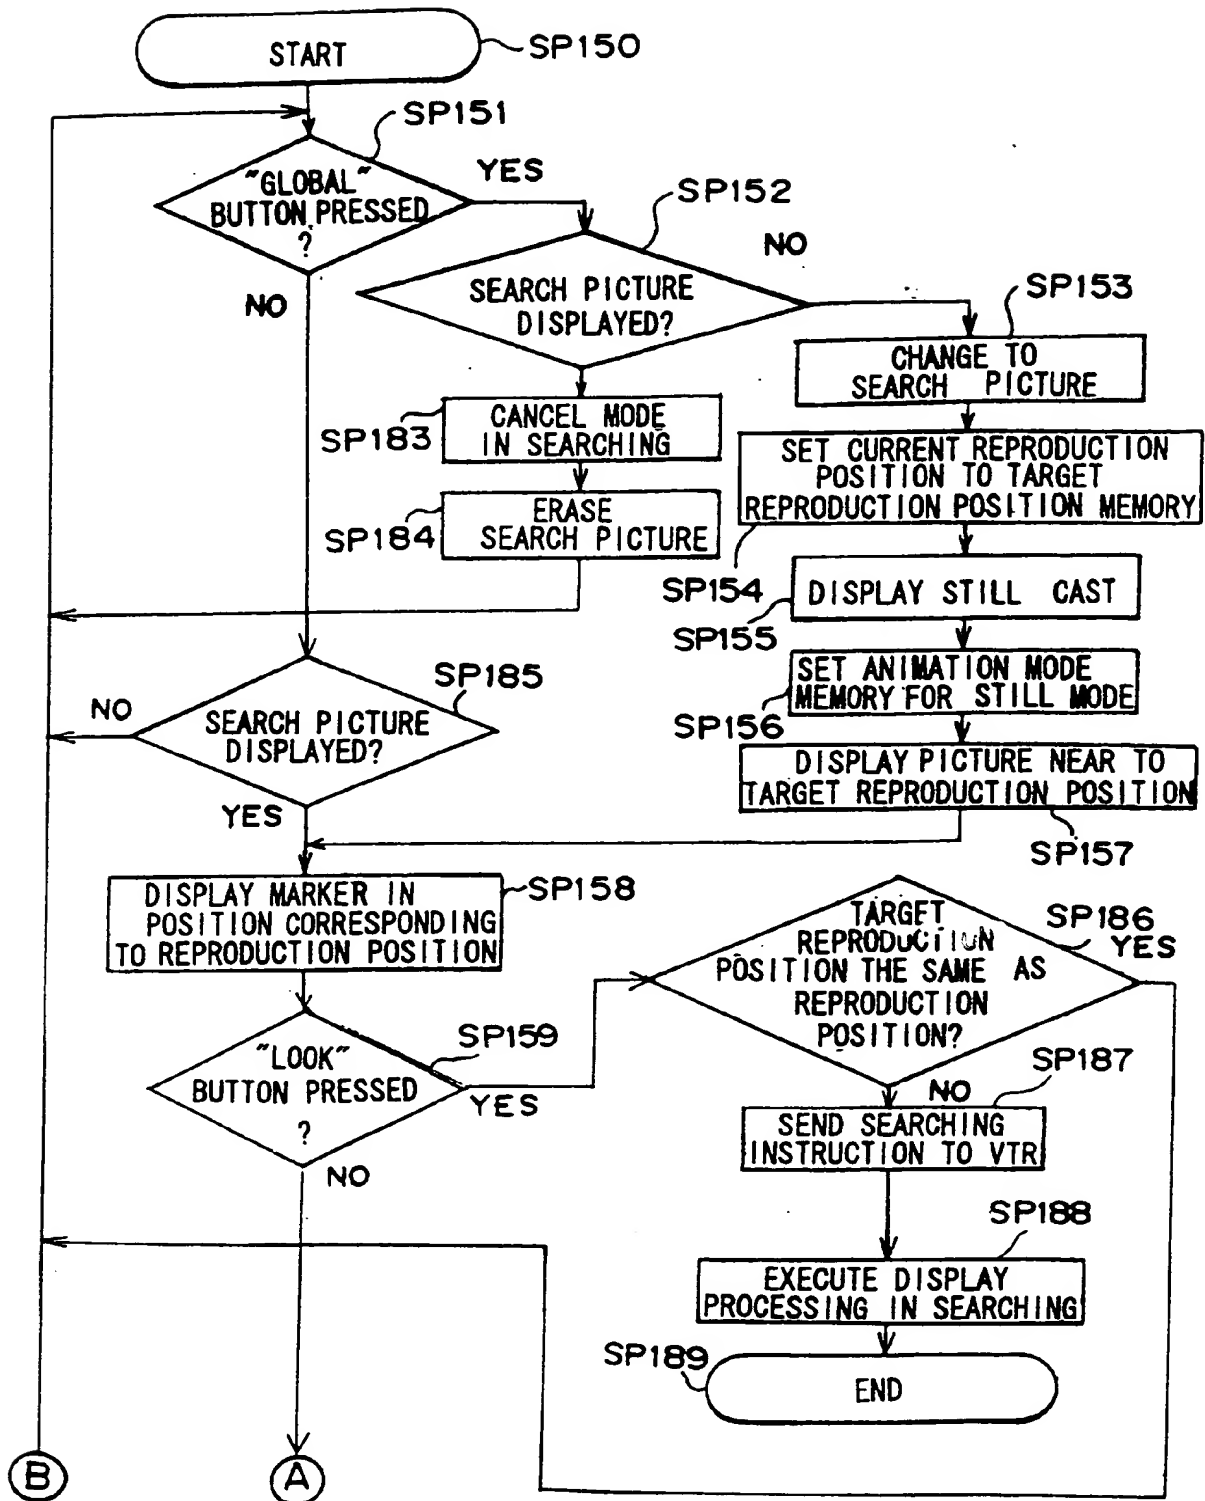 START
SP150
SP151
"GLOBAL"
BUTTON PRESSED
?
YES
NO
SP152
SEARCH PICTURE
DISPLAYED?
NO
SP153
CHANGE TO
SEARCH PICTURE
SP183
CANCEL MODE
IN SEARCHING
SET CURRENT REPRODUCTION
POSITION TO TARGET
REPRODUCTION POSITION MEMORY
SP184
ERASE
SEARCH PICTURE
SP154
DISPLAY STILL CAST
SP155
SET ANIMATION MODE
MEMORY FOR STILL MODE
SP156
SP185
NO
SEARCH PICTURE
DISPLAYED?
YES
DISPLAY PICTURE NEAR TO
TARGET REPRODUCTION POSITION
SP157
DISPLAY MARKER IN
POSITION CORRESPONDING
TO REPRODUCTION POSITION
SP158
TARGET
REPRODUCTION
POSITION THE SAME AS
REPRODUCTION
POSITION?
SP186
YES
"LOOK"
BUTTON PRESSED
?
SP159
YES
NO
NO
SP187
SEND SEARCHING
INSTRUCTION TO VTR
SP188
EXECUTE DISPLAY
PROCESSING IN SEARCHING
SP189
END
B
A